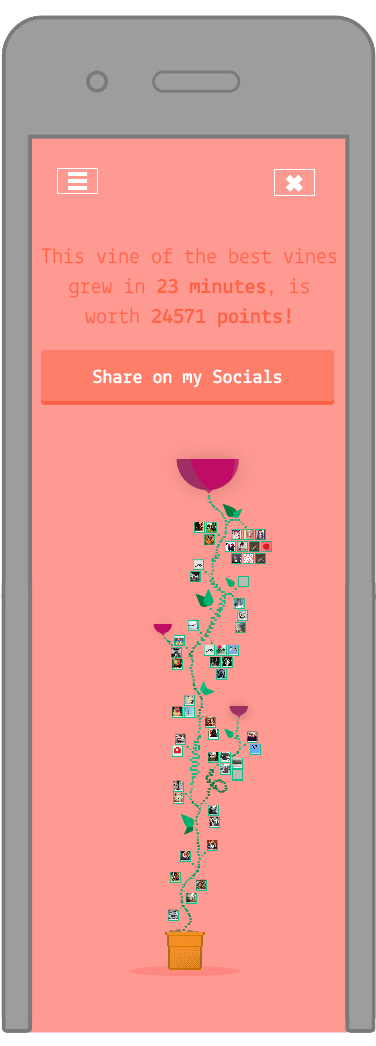 This vine of the best vines
grew in 23 minutes, is
worth 24571 points!
Share on my Socials